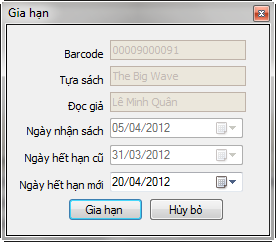 Gia hạn
Barcode 00009000091
Tựa sách The Big Wave
Đọc giả Lê Minh Quân
Ngày nhận sách 05/04/2012
Ngày hết hạn cũ 31/03/2012
Ngày hết hạn mới 20/04/2012
Gia hạn Hủy bỏ